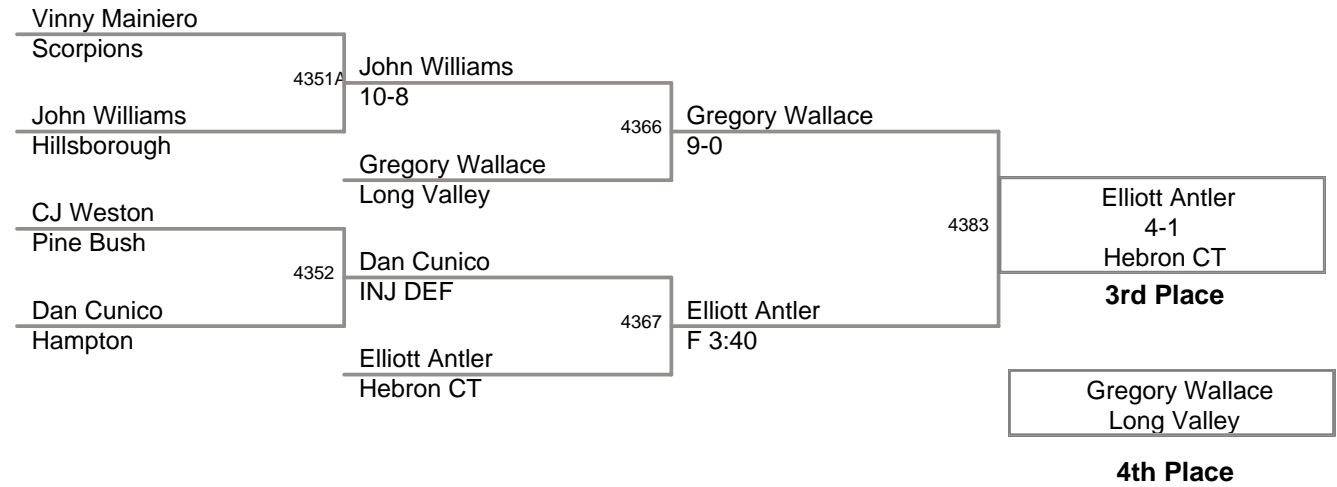 Vinny Mainiero
Scorpions
4351A
John Williams
10-8
John Williams
Hillsborough
4366
Gregory Wallace
9-0
Gregory Wallace
Long Valley
CJ Weston
Pine Bush
4383
Elliott Antler
4-1
Hebron CT
3rd Place
4352
Dan Cunico
INJ DEF
Dan Cunico
Hampton
4367
Elliott Antler
F 3:40
Elliott Antler
Hebron CT
Gregory Wallace
Long Valley
4th Place